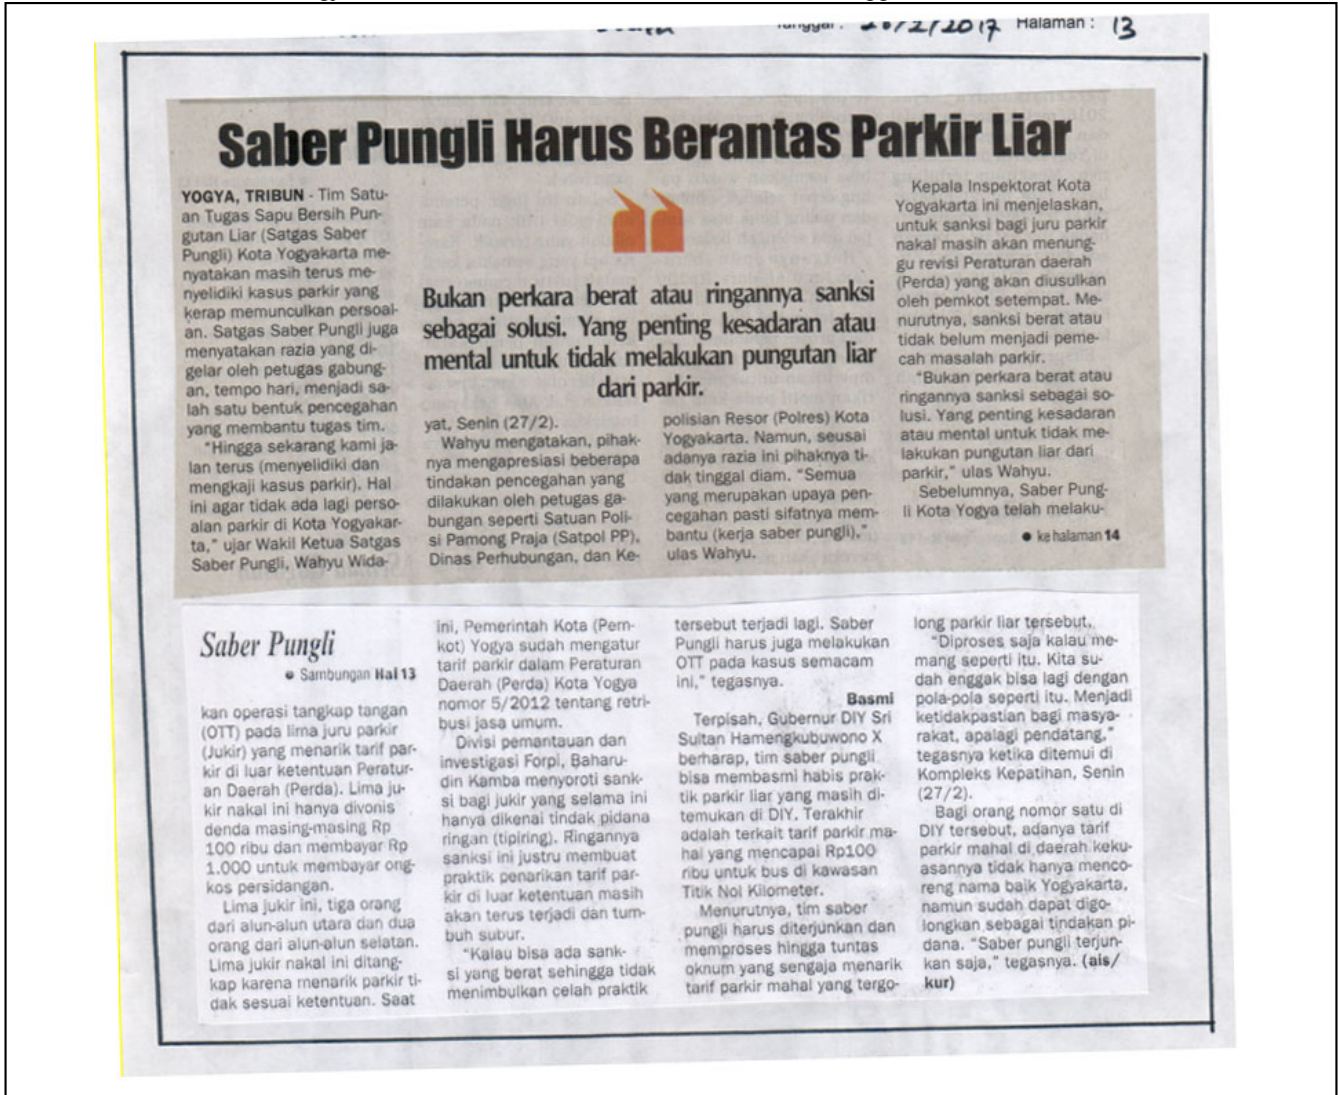 Halaman : 13
Saber Pungli Harus Berantas Parkir Liar
YOGYA, TRIBUN - Tim Satu-
an Tugas Sapu Bersih Pun-
gutan Liar (Satgas Saber
Pungli) Kota Yogyakarta me-
nyatakan masih terus me-
nyelidiki kasus parkir yang
kerap memunculkan persoal-
an. Satgas Saber Pungli juga
menyatakan razia yang di-
gelar oleh petugas gabung-
an, tempo hari, menjadi sa-
lah satu bentuk pencegahan
yang membantu tugas tim.
"Hingga sekarang kami ja-
lan terus (menyelidiki dan
mengkaji kasus parkir). Hal
ini agar tidak ada lagi perso-
alan parkir di Kota Yogyakar-
ta," ujar Wakil Ketua Satgas
Saber Pungli, Wahyu Wida-
Bukan perkara berat atau ringannya sanksi
sebagai solusi. Yang penting kesadaran atau
mental untuk tidak melakukan pungutan liar
dari parkir.
yat, Senin (27/2).
Wahyu mengatakan, pihak-
nya mengapresiasi beberapa
tindakan pencegahan yang
dilakukan oleh petugas ga-
bungan seperti Satuan Poli-
si Pamong Praja (Satpol PP),
Dinas Perhubungan, dan Ke-
polisian Resor (Polres) Kota
Yogyakarta. Namun, seusai
adanya razia ini pihaknya ti-
dak tinggal diam. "Semua
yang merupakan upaya pen-
cegahan pasti sifatnya mem-
bantu (kerja saber pungli),"
ulas Wahyu.
Kepala Inspektorat Kota
Yogyakarta ini menjelaskan,
untuk sanksi bagi juru parkir
nakal masih akan menung-
gu revisi Peraturan daerah
(Perda) yang akan diusulkan
oleh pemkot setempat. Me-
nurutnya, sanksi berat atau
tidak belum menjadi peme-
cah masalah parkir.
"Bukan perkara berat atau
ringannya sanksi sebagai so-
lusi. Yang penting kesadaran
atau mental untuk tidak me-
lakukan pungutan liar dari
parkir," ulas Wahyu.
Sebelumnya, Saber Pung-
li Kota Yogya telah melaku-
● ke halaman 14
Saber Pungli
● Sambungan Hal 13
kan operasi tangkap tangan
(OTT) pada lima juru parkir
(Jukir) yang menarik tarif par-
kir di luar ketentuan Peratur-
an Daerah (Perda). Lima ju-
kir nakal ini hanya divonis
denda masing-masing Rp
100 ribu dan membayar Rp
1.000 untuk membayar ong-
kos persidangan.
Lima jukir ini, tiga orang
dari alun-alun utara dan dua
orang dari alun-alun selatan.
Lima jukir nakal ini ditang-
kap karena menarik parkir ti-
dak sesuai ketentuan. Saat
ini, Pemerintah Kota (Pem-
kot) Yogya sudah mengatur
tarif parkir dalam Peraturan
Daerah (Perda) Kota Yogya
nomor 5/2012 tentang retri-
busi jasa umum.
Divisi pemantauan dan
investigasi Forpi, Baharu-
din Kamba menyoroti sank-
si bagi jukir yang selama ini
hanya dikenai tindak pidana
ringan (tipiring). Ringannya
sanksi ini justru membuat
praktik penarikan tarif par-
kir di luar ketentuan masih
akan terus terjadi dan tum-
buh subur.
"Kalau bisa ada sank-
si yang berat sehingga tidak
menimbulkan celah praktik
tersebut terjadi lagi. Saber
Pungli harus juga melakukan
OTT pada kasus semacam
ini," tegasnya.
Basmi
Terpisah, Gubernur DIY Sri
Sultan Hamengkubuwono X
berharap, tim saber pungli
bisa membasmi habis prak-
tik parkir liar yang masih di-
temukan di DIY. Terakhir
adalah terkait tarif parkir ma-
hal yang mencapai Rp100
ribu untuk bus di kawasan
Titik Nol Kilometer.
Menurutnya, tim saber
pungli harus diterjunkan dan
memproses hingga tuntas
oknum yang sengaja menarik
tarif parkir mahal yang tergo-
long parkir liar tersebut.
"Diproses saja kalau me-
mang seperti itu. Kita su-
dah enggak bisa lagi dengan
pola-pola seperti itu. Menjadi
ketidakpastian bagi masya-
rakat, apalagi pendatang,"
tegasnya ketika ditemui di
Kompleks Kepatihan, Senin
(27/2).
Bagi orang nomor satu di
DIY tersebut, adanya tarif
parkir mahal di daerah keku-
asannya tidak hanya menco-
reng nama baik Yogyakarta,
namun sudah dapat digo-
longkan sebagai tindakan pi-
dana. "Saber pungli terjun-
kan saja," tegasnya. (ais/
kur)